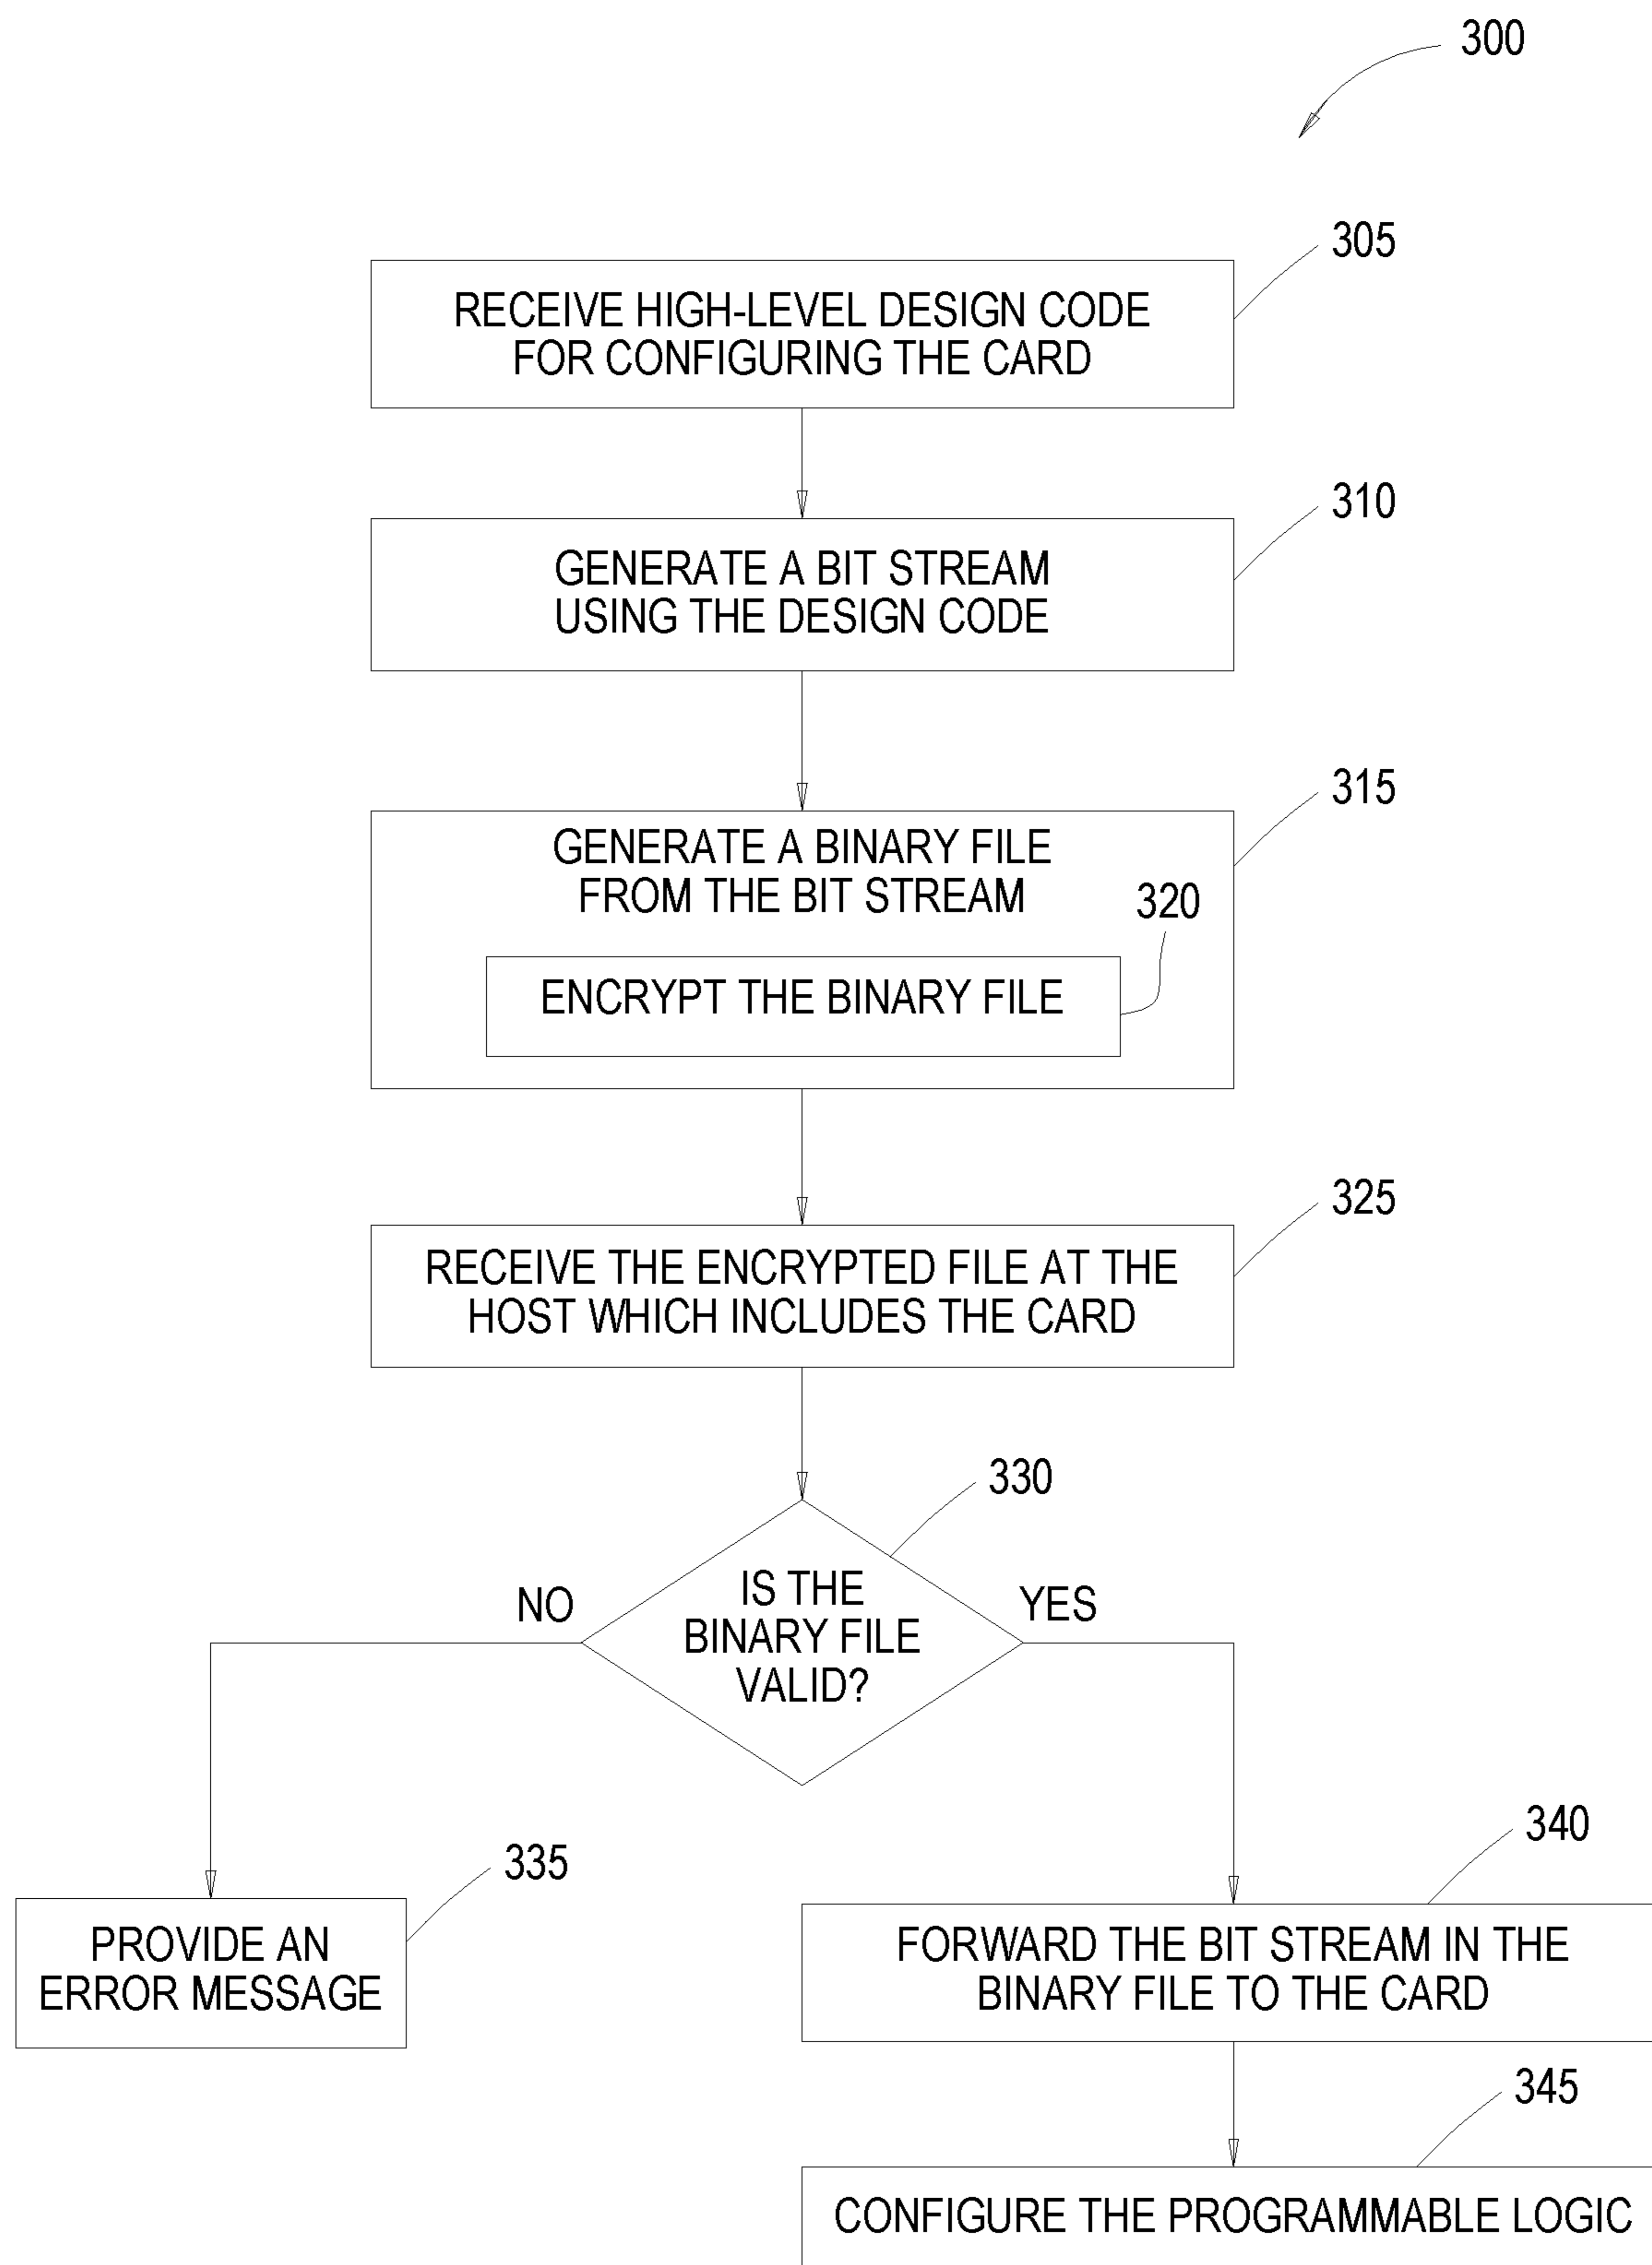 300
305
RECEIVE HIGH-LEVEL DESIGN CODE
FOR CONFIGURING THE CARD
310
GENERATE A BIT STREAM
USING THE DESIGN CODE
315
GENERATE A BINARY FILE
FROM THE BIT STREAM
320
ENCRYPT THE BINARY FILE
325
RECEIVE THE ENCRYPTED FILE AT THE
HOST WHICH INCLUDES THE CARD
330
IS THE
BINARY FILE
VALID?
NO
YES
335
PROVIDE AN
ERROR MESSAGE
340
FORWARD THE BIT STREAM IN THE
BINARY FILE TO THE CARD
345
CONFIGURE THE PROGRAMMABLE LOGIC